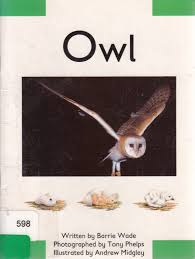 Owl
Written by Barrie Wade
Photographed by Tony Phelps
Illustrated by Andrew Midgley
598